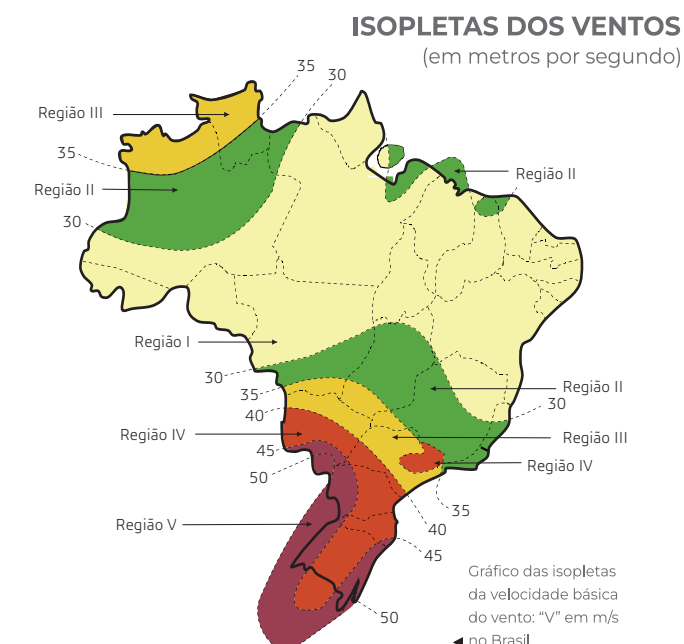 ISOPLETAS DOS VENTOS
(em metros por segundo)
35
30
Região III
35
Região II
Região II
30
Região I
30
35
40
Região II
30
Região IV
Região III
45
50
Região IV
35
Região V
40
45
50
Gráfico das isopletas
da velocidade básica
do vento: “V” em m/s
no Brasil